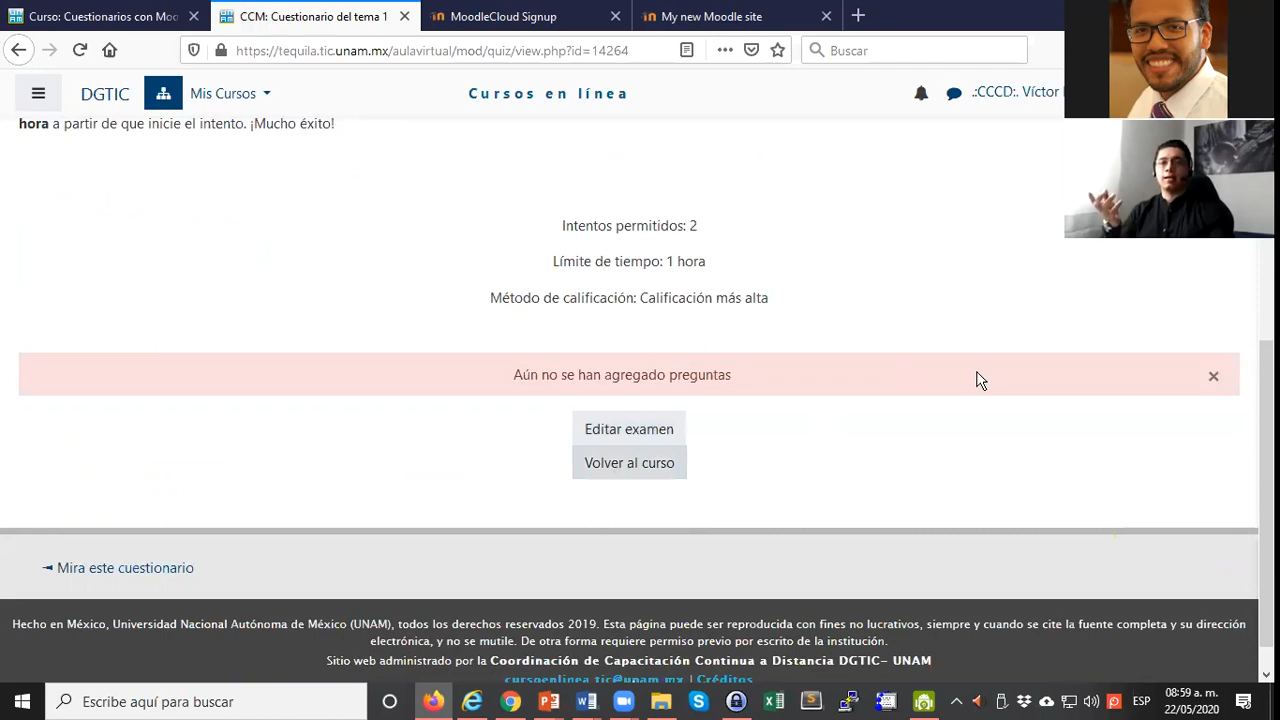 Curso: Cuestionarios con Moo
CCM: Cuestionario del tema 1
MoodleCloud Signup
My new Moodle site
https://tequila.tic.unam.mx/aulavirtual/mod/quiz/view.php?id=14264
Buscar
DGTIC
Mis Cursos
Cursos en línea
.:CCCD:. Víctor
hora a partir de que inicie el intento. ¡Mucho éxito!
Intentos permitidos: 2
Límite de tiempo: 1 hora
Método de calificación: Calificación más alta
Aún no se han agregado preguntas
Editar examen
Volver al curso
◄ Mira este cuestionario
Hecho en México, Universidad Nacional Autónoma de México (UNAM), todos los derechos reservados 2019. Esta página puede ser reproducida con fines no lucrativos, siempre y cuando se cite la fuente completa y su dirección
electrónica, y no se mutile. De otra forma requiere permiso previo por escrito de la institución.
Sitio web administrado por la Coordinación de Capacitación Continua a Distancia DGTIC– UNAM
cursoenlinea.tic@unam.mx | Créditos
Escribe aquí para buscar
ESP
08:59 a. m.
22/05/2020